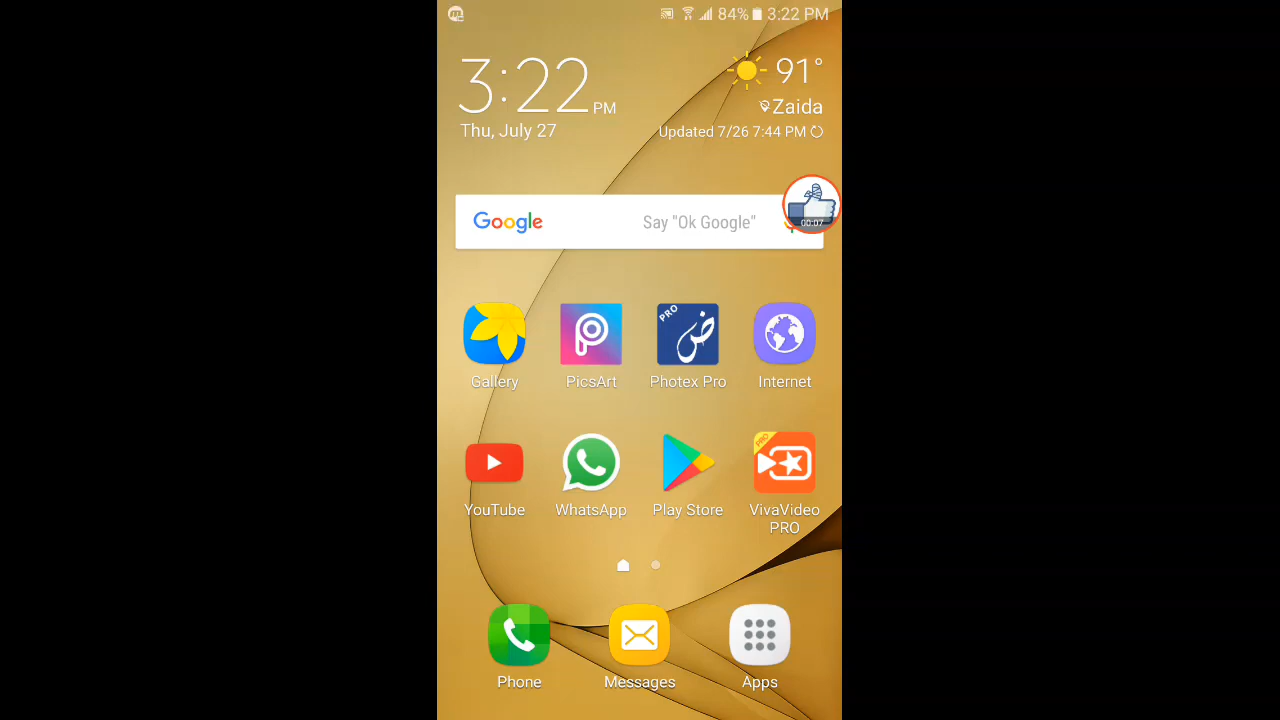 84% 3:22 PM
3:22 PM
91°
Zaida
Thu, July 27
Updated 7/26 7:44 PM
Google
Say "Ok Google"
00:07
PRO
ض
Gallery
PicsArt
Photex Pro
Internet
PRO
YouTube
WhatsApp
Play Store
VivaVideo
PRO
Phone
Messages
Apps